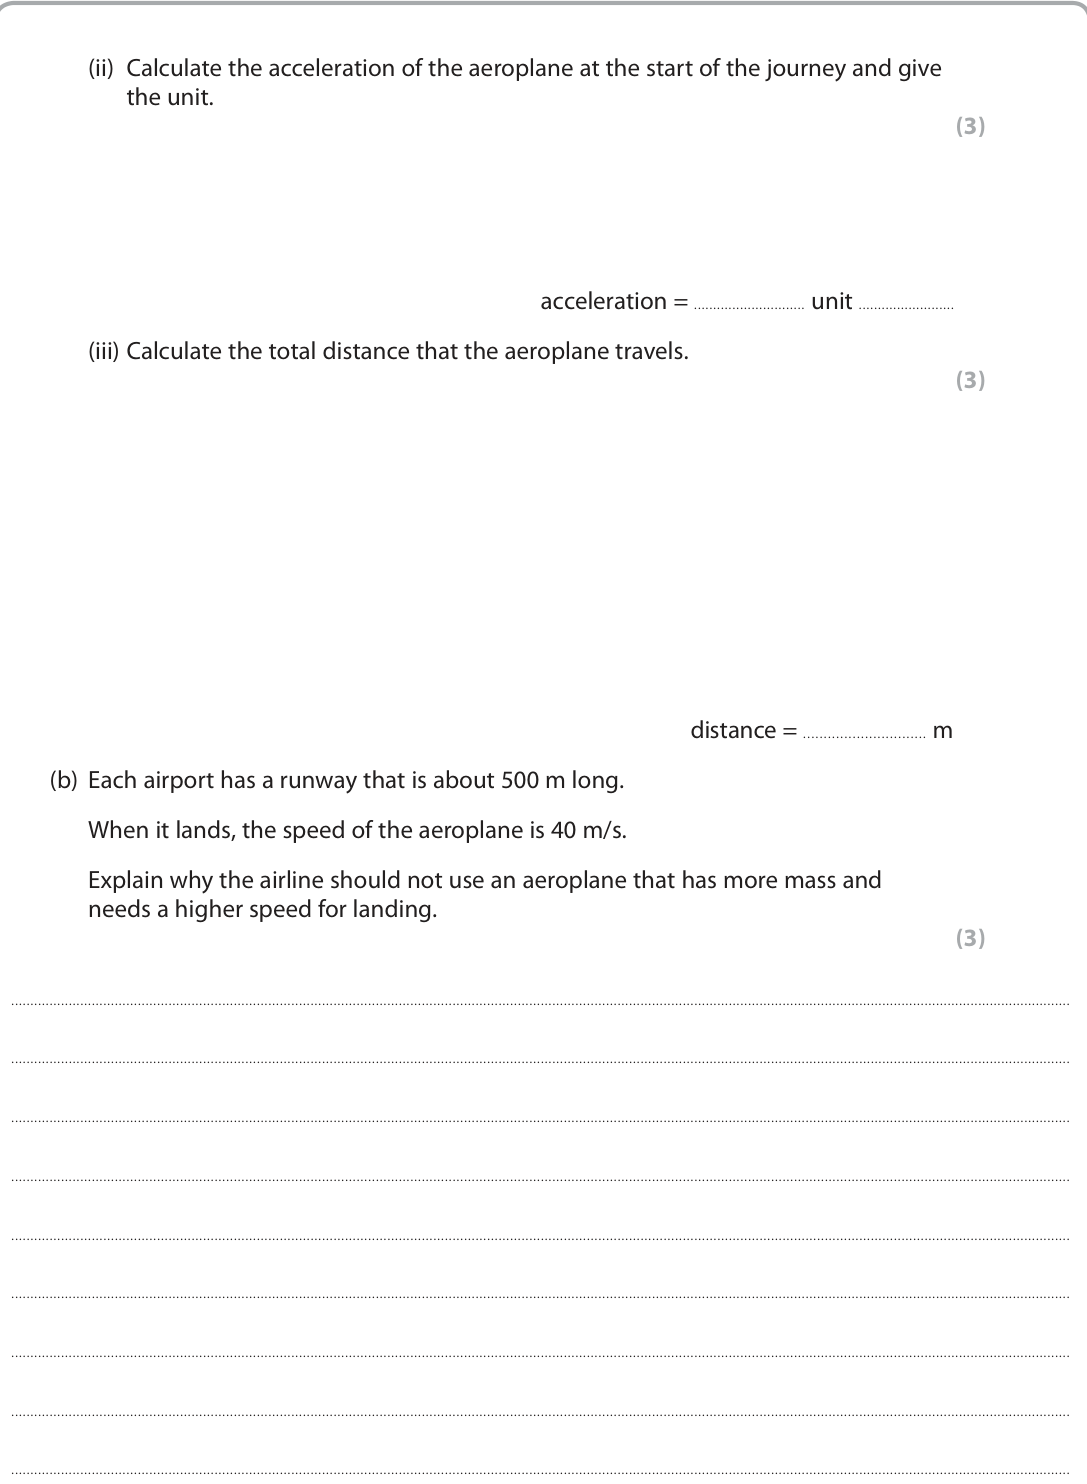 (ii) Calculate the acceleration of the aeroplane at the start of the journey and give
the unit.
(3)
acceleration = ............................. unit .........................
(iii) Calculate the total distance that the aeroplane travels.
(3)
distance = .............................. m
(b) Each airport has a runway that is about 500 m long.
When it lands, the speed of the aeroplane is 40 m/s.
Explain why the airline should not use an aeroplane that has more mass and
needs a higher speed for landing.
(3)